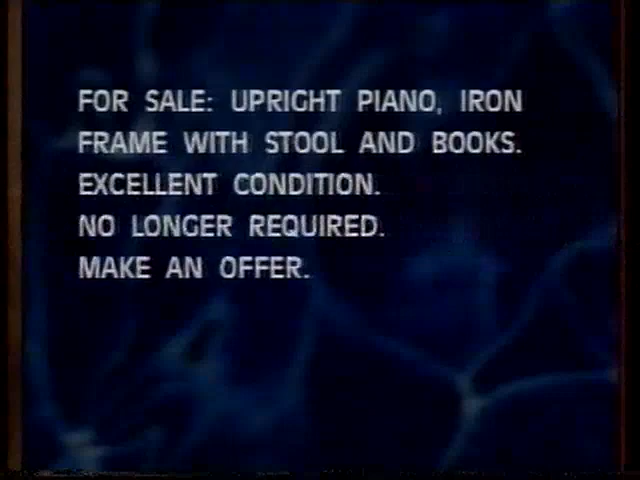 FOR SALE: UPRIGHT PIANO, IRON
FRAME WITH STOOL AND BOOKS.
EXCELLENT CONDITION.
NO LONGER REQUIRED.
MAKE AN OFFER.